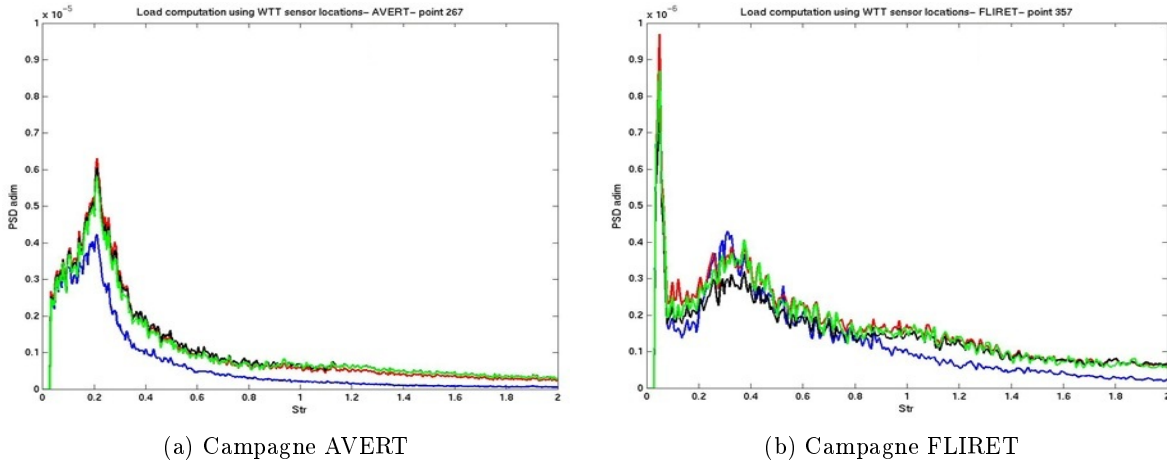 x 10^-5
Load computation using WTT sensor locations− AVERT− point 267
1
0.9
0.8
0.7
0.6
0.5
0.4
0.3
0.2
0.1
0
PSD adim
0 0.2 0.4 0.6 0.8 1 1.2 1.4 1.6 1.8 2
Str
(a) Campagne AVERT
x 10^-6
Load computation using WTT sensor locations− FLIRET− point 357
1
0.9
0.8
0.7
0.6
0.5
0.4
0.3
0.2
0.1
0
PSD adim
0 0.2 0.4 0.6 0.8 1 1.2 1.4 1.6 1.8 2
Str
(b) Campagne FLIRET